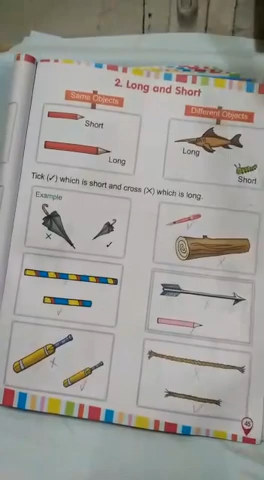 2. Long and Short
Same Objects
Different Objects
Short
Long
Long
Short
Tick (✓) which is short and cross (X) which is long.
Example
X
✓
✓
X
✓
45